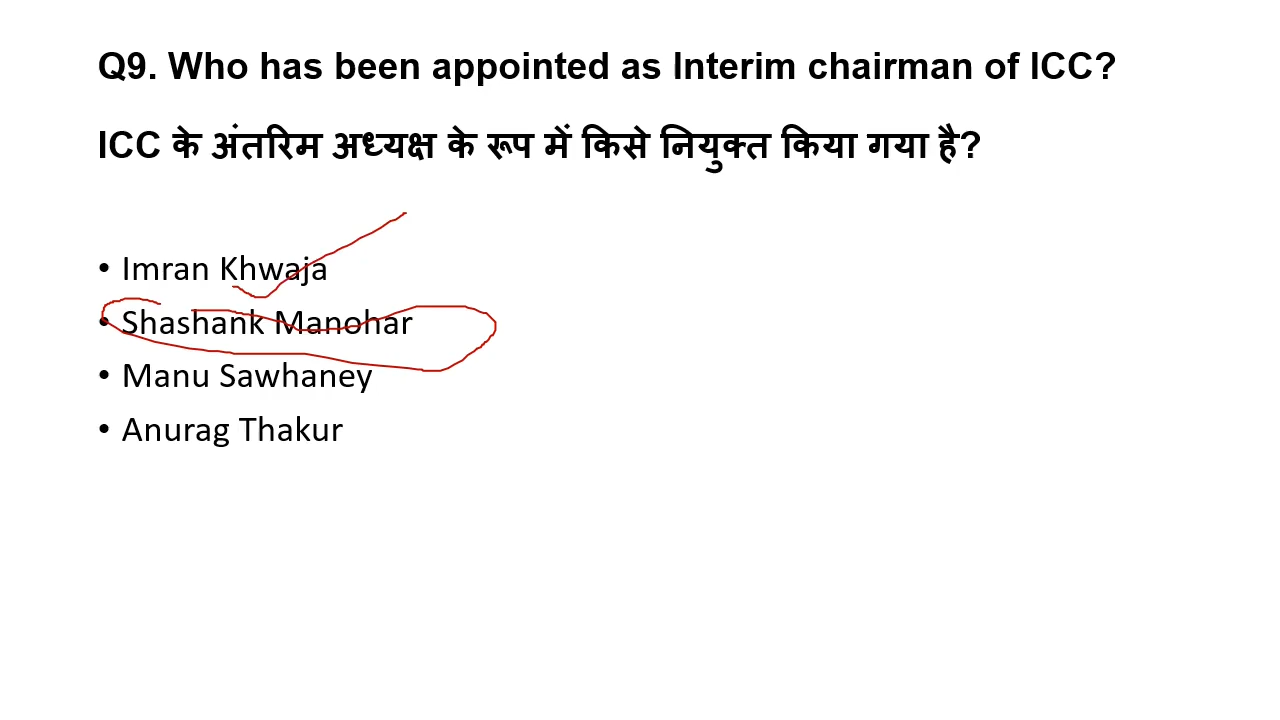 Q9. Who has been appointed as Interim chairman of ICC?
ICC के अंतरिम अध्यक्ष के रूप में किसे नियुक्त किया गया है?
• Imran Khwaja
• Shashank Manohar
• Manu Sawhaney
• Anurag Thakur